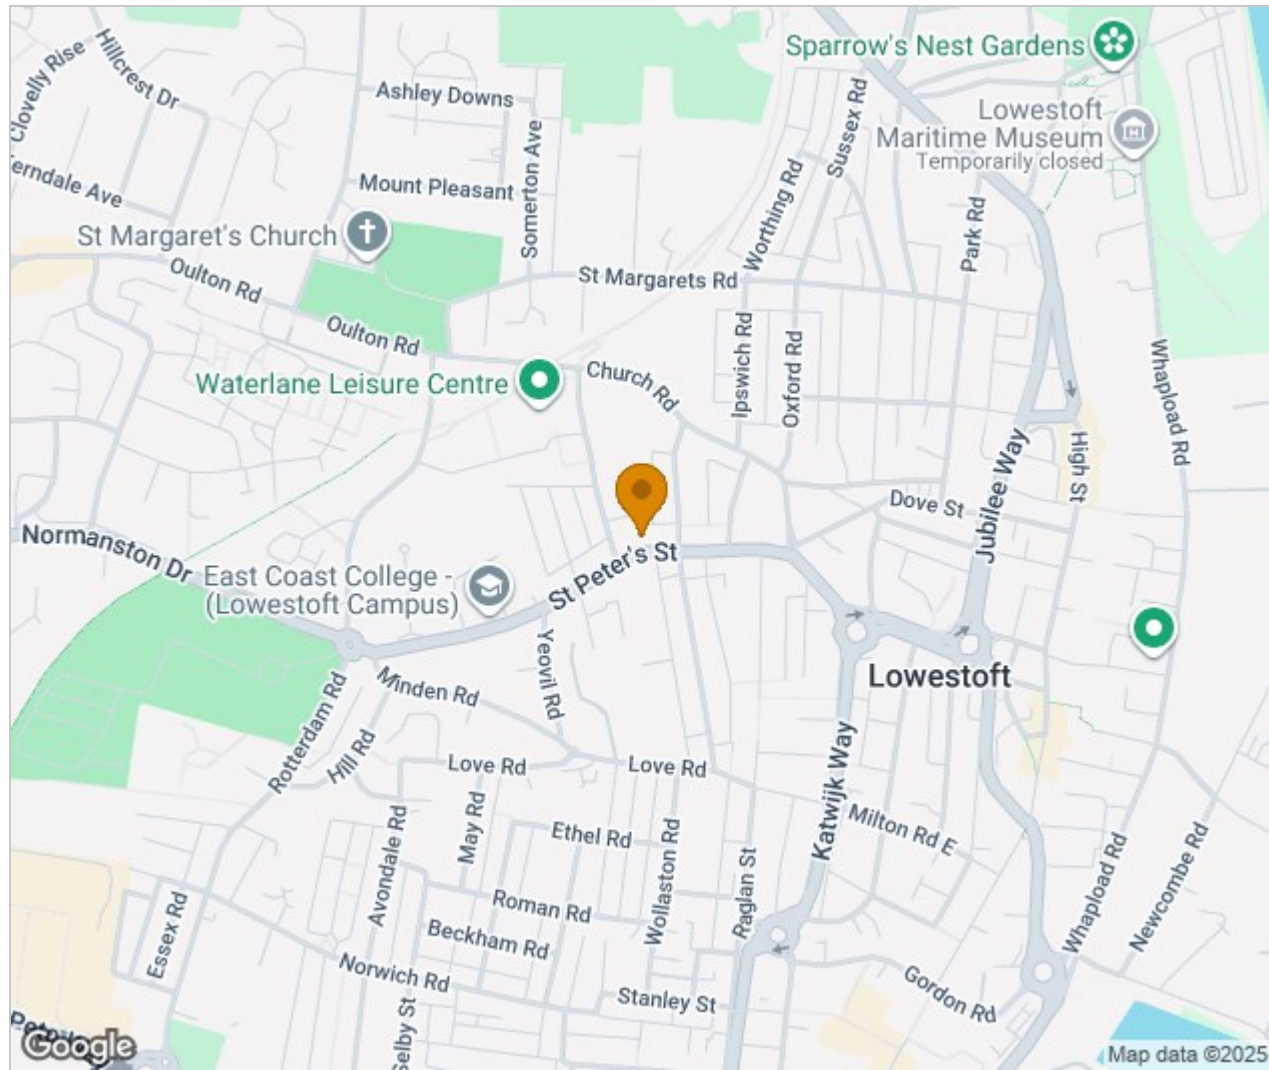 Clovelly Rise
Hillcrest Dr
Ashley Downs
Sparrow's Nest Gardens
Lowestoft
Maritime Museum
Temporarily closed
Sussex Rd
Somerton Ave
Mount Pleasant
Worthing Rd
Park Rd
St Margaret's Church
Oulton Rd
St Margarets Rd
Oulton Rd
Ipswich Rd
Oxford Rd
Whapload Rd
Waterlane Leisure Centre
Church Rd
High St
Jubilee Way
Dove St
Normanston Dr
St Peter's St
East Coast College -
(Lowestoft Campus)
Yeovil Rd
Lowestoft
Minden Rd
Rotterdam Rd
Hill Rd
Love Rd
Love Rd
Katwijk Way
Milton Rd E
May Rd
Ethel Rd
Avondale Rd
Wollaston Rd
Raglan St
Roman Rd
Whapload Rd
Newcombe Rd
Essex Rd
Beckham Rd
Norwich Rd
Selby St
Stanley St
Gordon Rd
Google
Map data ©2025